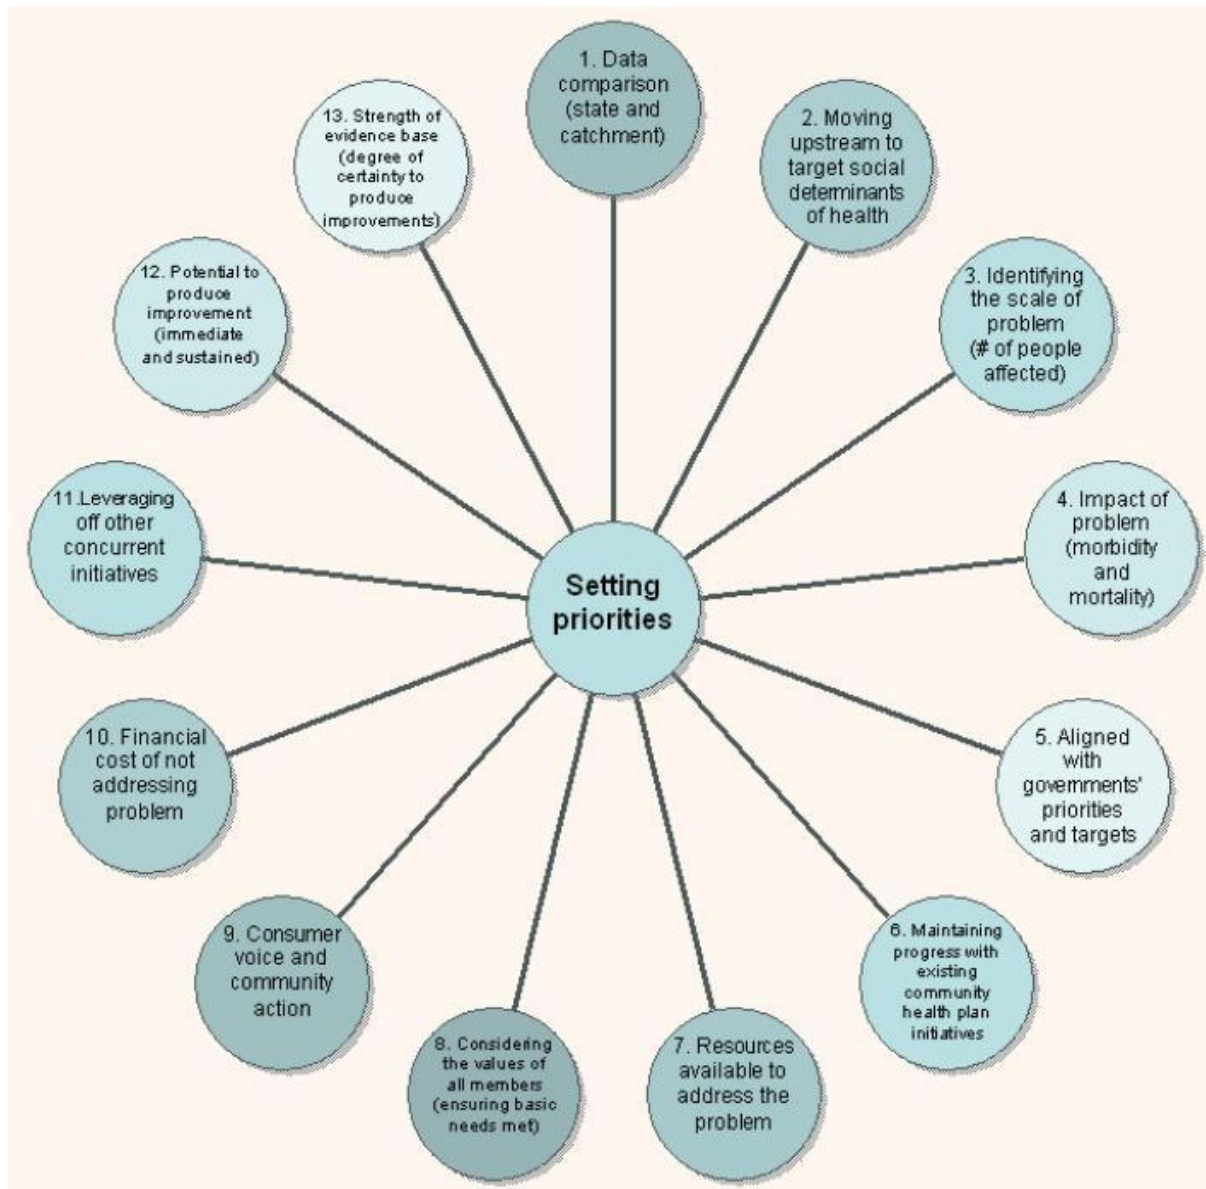 1. Data
comparison
(state and
catchment)
2. Moving
upstream to
target social
determinants
of health
3. Identifying
the scale of
problem
(# of people
affected)
4. Impact of
problem
(morbidity
and
mortality)
5. Aligned
with
governments'
priorities
and targets
6. Maintaining
progress with
existing
community
health plan
initiatives
7. Resources
available to
address the
problem
8. Considering
the values of
all members
(ensuring basic
needs met)
9. Consumer
voice and
community
action
10. Financial
cost of not
addressing
problem
11.Leveraging
off other
concurrent
initiatives
12. Potential to
produce
improvement
(immediate
and sustained)
13. Strength of
evidence base
(degree of
certainty to
produce
improvements)
Setting
priorities